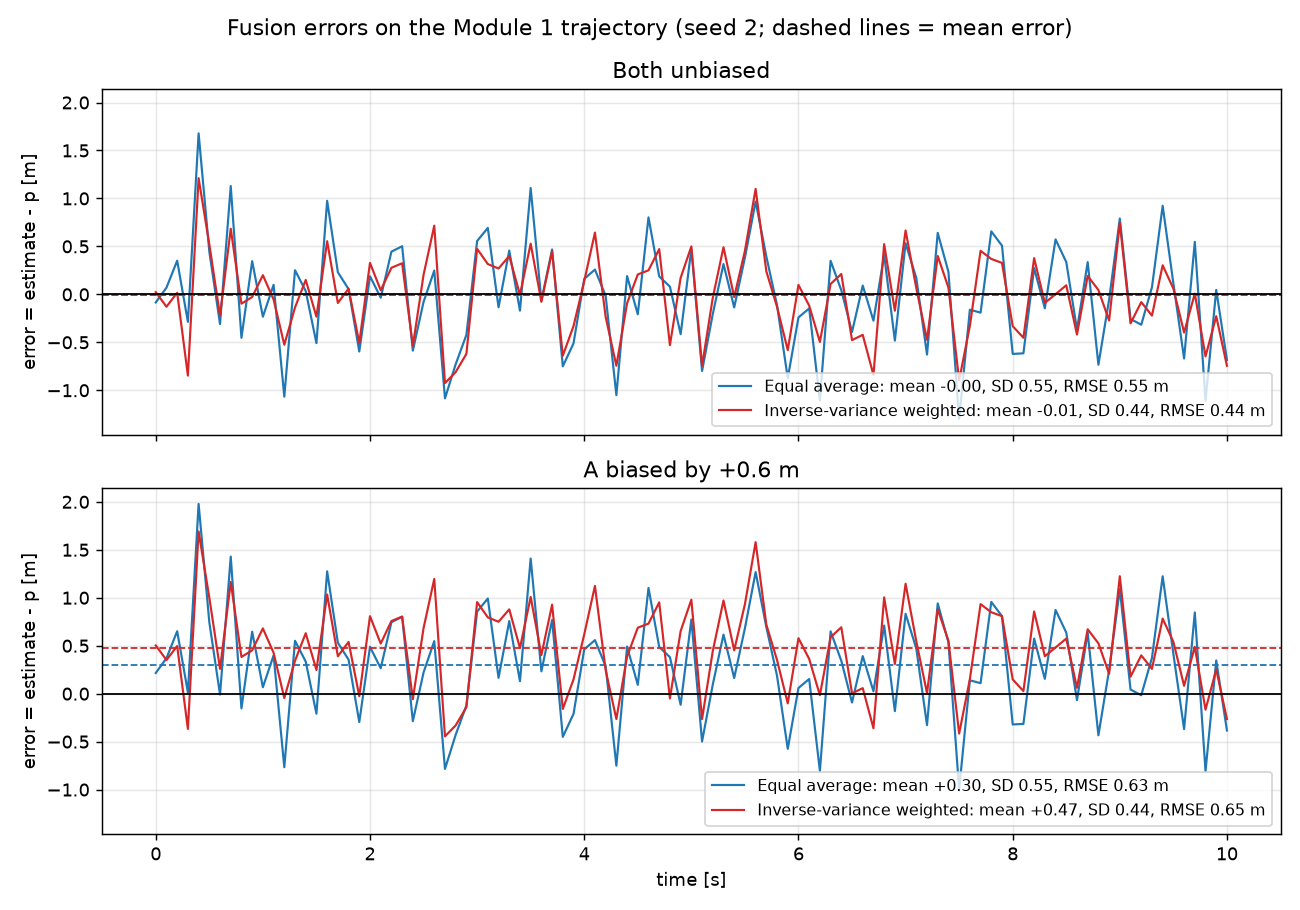 Fusion errors on the Module 1 trajectory (seed 2; dashed lines = mean error)
Both unbiased
error = estimate - p [m]
2.0
1.5
1.0
0.5
0.0
−0.5
−1.0
Equal average: mean -0.00, SD 0.55, RMSE 0.55 m
Inverse-variance weighted: mean -0.01, SD 0.44, RMSE 0.44 m
A biased by +0.6 m
error = estimate - p [m]
2.0
1.5
1.0
0.5
0.0
−0.5
−1.0
Equal average: mean +0.30, SD 0.55, RMSE 0.63 m
Inverse-variance weighted: mean +0.47, SD 0.44, RMSE 0.65 m
0 2 4 6 8 10
time [s]